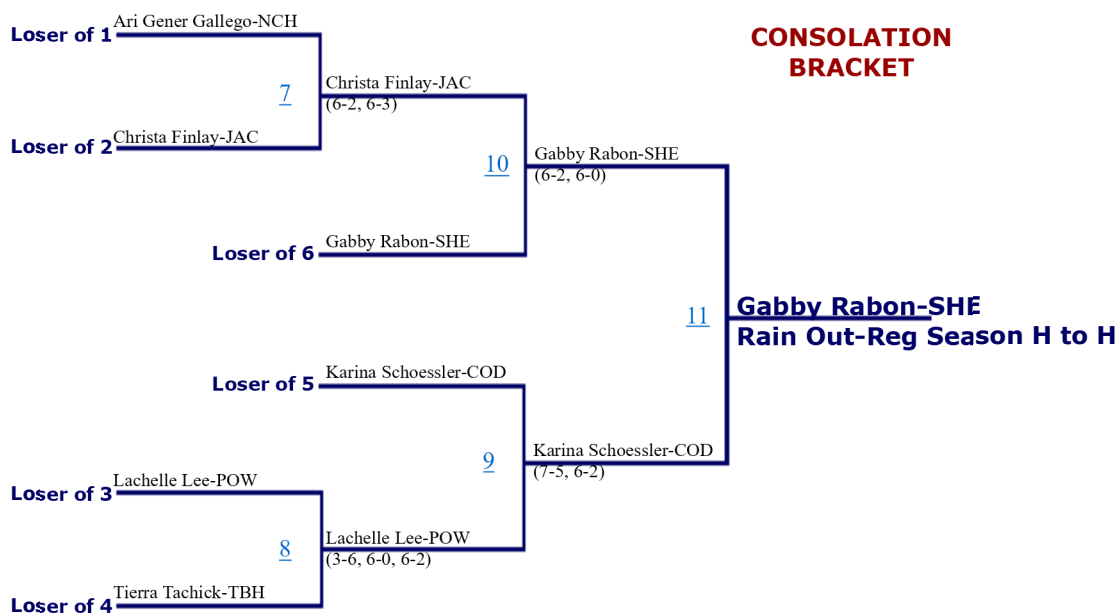 Ari Gener Gallego-NCH
Loser of 1
CONSOLATION
BRACKET
7
Christa Finlay-JAC
(6-2, 6-3)
Christa Finlay-JAC
Loser of 2
10
Gabby Rabon-SHE
(6-2, 6-0)
Gabby Rabon-SHE
Loser of 6
11
Gabby Rabon-SHE
Rain Out-Reg Season H to H
Karina Schoessler-COD
Loser of 5
9
Karina Schoessler-COD
(7-5, 6-2)
Lachelle Lee-POW
Loser of 3
8
Lachelle Lee-POW
(3-6, 6-0, 6-2)
Tierra Tachick-TBH
Loser of 4